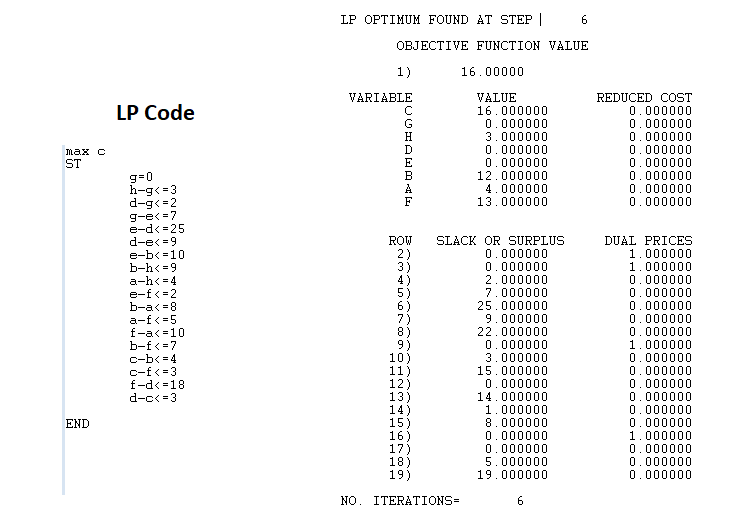 LP Code
max c
ST
g=0
h-g<=3
d-g<=2
g-e<=7
e-d<=25
d-e<=9
e-b<=10
b-h<=9
a-h<=4
e-f<=2
b-a<=8
a-f<=5
f-a<=10
b-f<=7
c-b<=4
c-f<=3
f-d<=18
d-c<=3
END
LP OPTIMUM FOUND AT STEP 6
OBJECTIVE FUNCTION VALUE
1) 16.00000
VARIABLE VALUE REDUCED COST
C 16.000000 0.000000
G 0.000000 0.000000
H 3.000000 0.000000
D 0.000000 0.000000
E 0.000000 0.000000
B 12.000000 0.000000
A 4.000000 0.000000
F 13.000000 0.000000
ROW SLACK OR SURPLUS DUAL PRICES
2) 0.000000 1.000000
3) 0.000000 1.000000
4) 2.000000 0.000000
5) 7.000000 0.000000
6) 25.000000 0.000000
7) 9.000000 0.000000
8) 22.000000 0.000000
9) 0.000000 1.000000
10) 3.000000 0.000000
11) 15.000000 0.000000
12) 0.000000 0.000000
13) 14.000000 0.000000
14) 1.000000 0.000000
15) 8.000000 0.000000
16) 0.000000 1.000000
17) 0.000000 0.000000
18) 5.000000 0.000000
19) 19.000000 0.000000
NO. ITERATIONS= 6